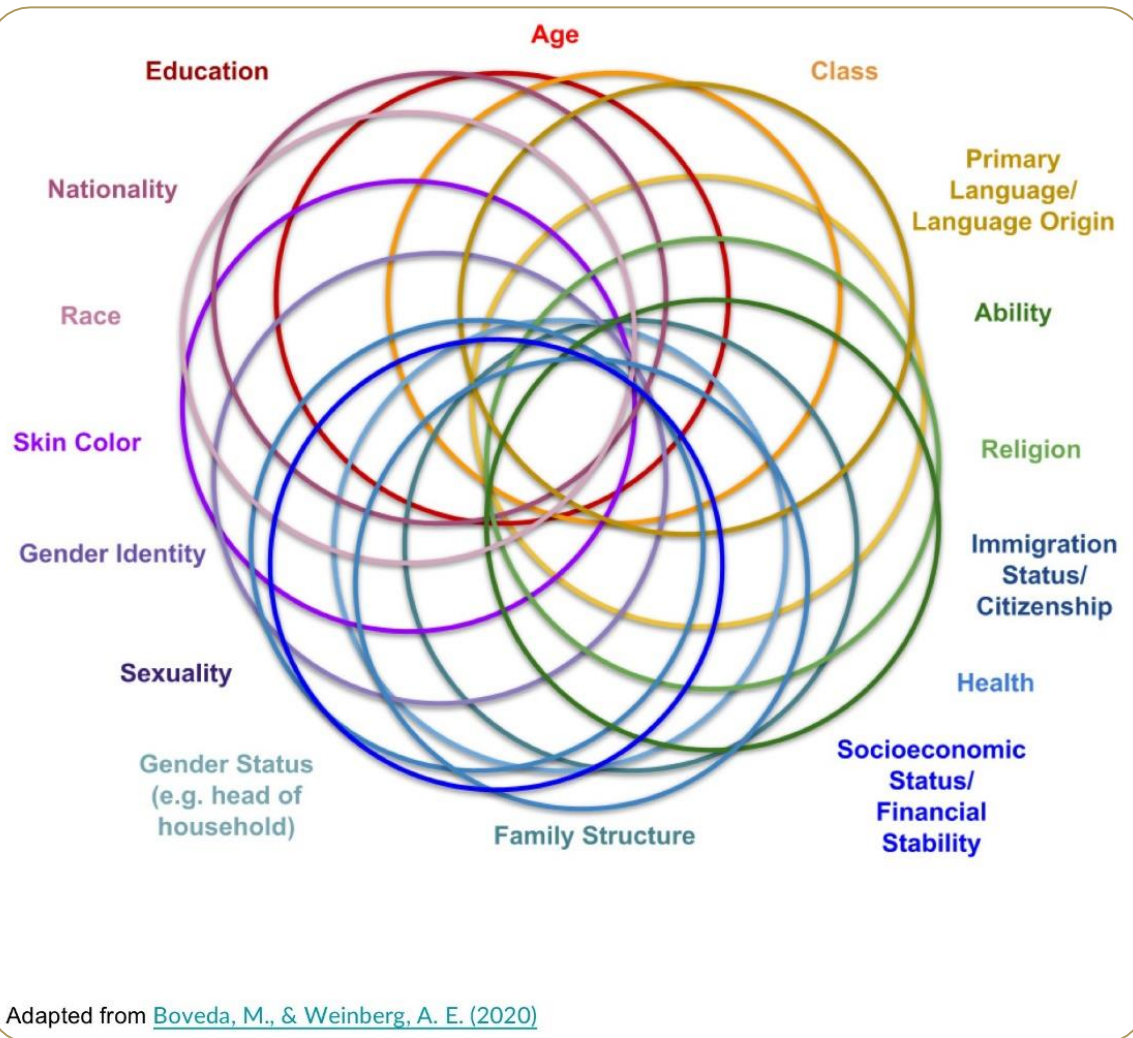 Age
Education
Class
Primary
Language/
Language Origin
Nationality
Race
Ability
Skin Color
Religion
Gender Identity
Immigration
Status/
Citizenship
Sexuality
Health
Gender Status
(e.g. head of
household)
Socioeconomic
Status/
Financial
Stability
Family Structure
Adapted from Boveda, M., & Weinberg, A. E. (2020)